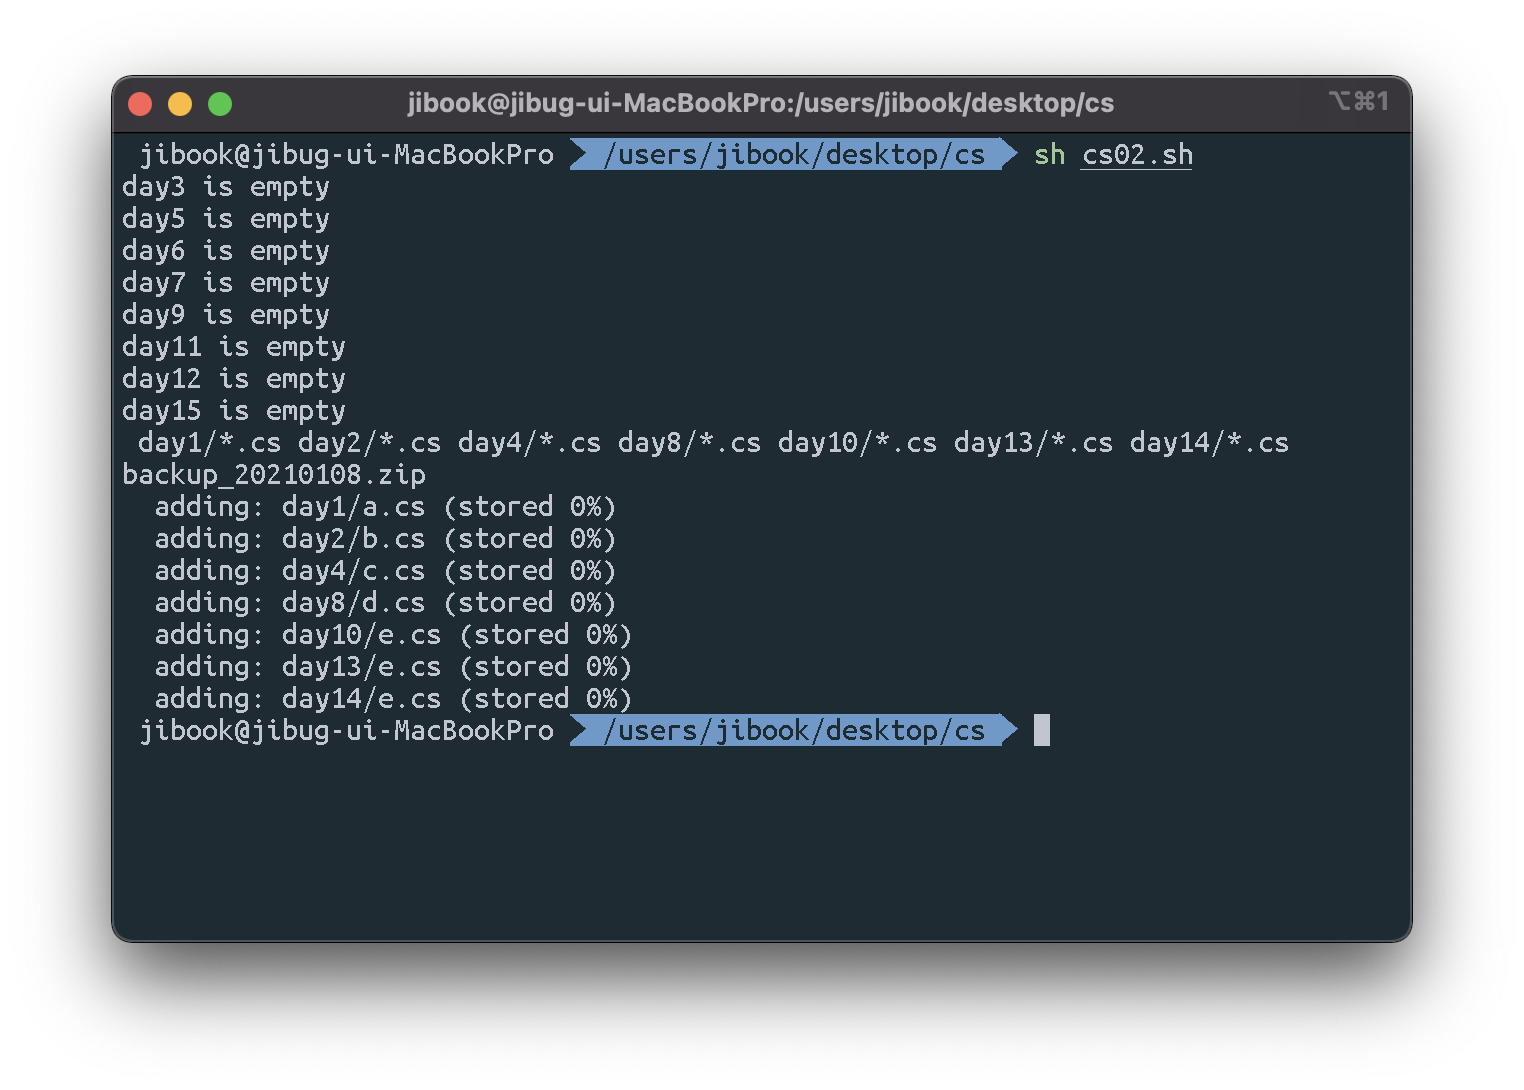 jibook@jibug-ui-MacBookPro:/users/jibook/desktop/cs ⌥⌘1
jibook@jibug-ui-MacBookPro /users/jibook/desktop/cs sh cs02.sh
day3 is empty
day5 is empty
day6 is empty
day7 is empty
day9 is empty
day11 is empty
day12 is empty
day15 is empty
day1/*.cs day2/*.cs day4/*.cs day8/*.cs day10/*.cs day13/*.cs day14/*.cs
backup_20210108.zip
adding: day1/a.cs (stored 0%)
adding: day2/b.cs (stored 0%)
adding: day4/c.cs (stored 0%)
adding: day8/d.cs (stored 0%)
adding: day10/e.cs (stored 0%)
adding: day13/e.cs (stored 0%)
adding: day14/e.cs (stored 0%)
jibook@jibug-ui-MacBookPro /users/jibook/desktop/cs